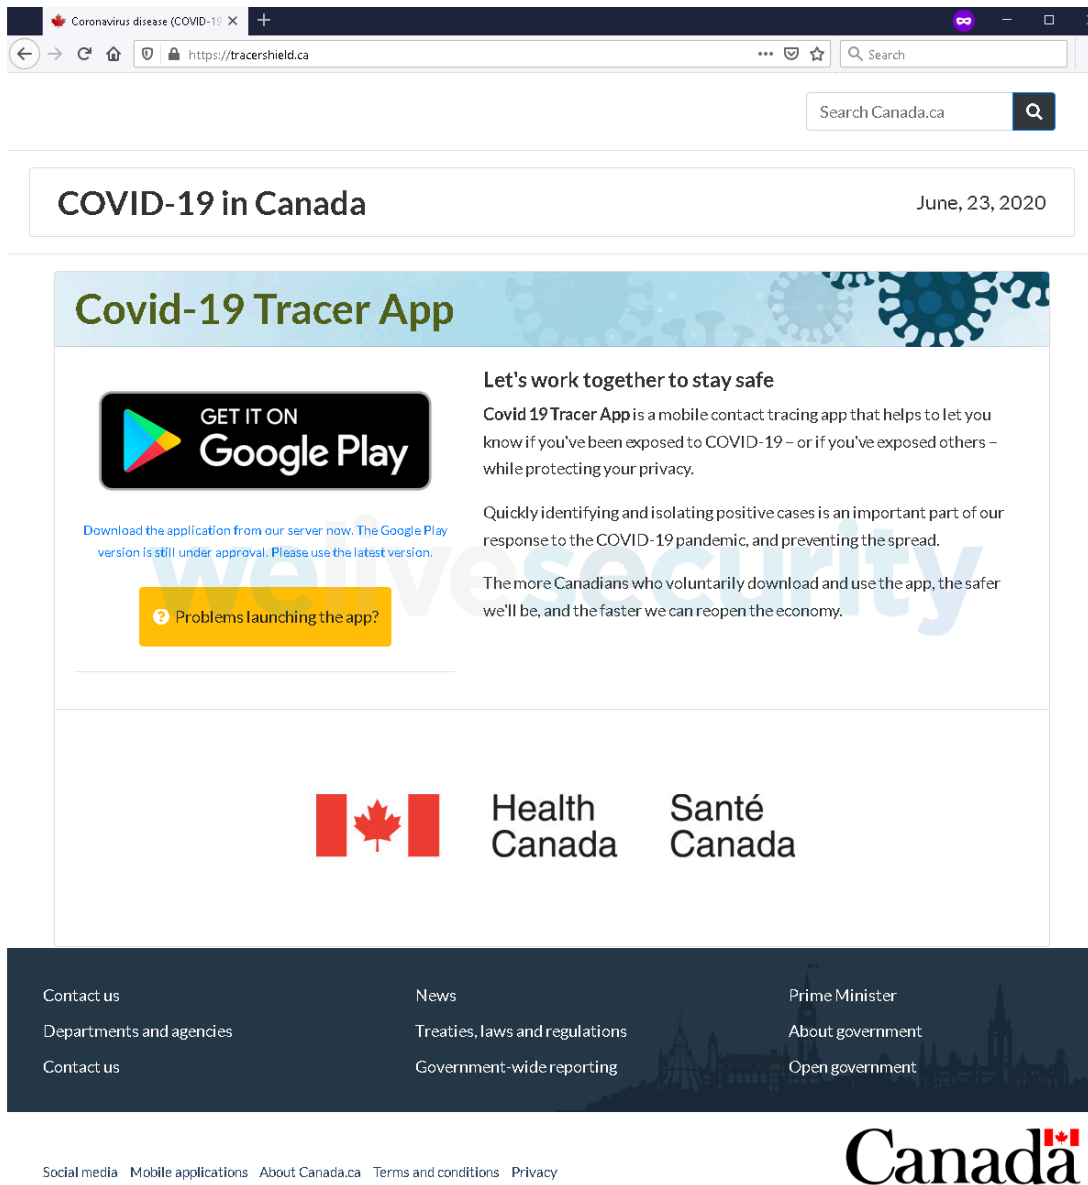 Coronavirus disease (COVID-19
https://tracershield.ca
Search
Search Canada.ca
COVID-19 in Canada
June, 23, 2020
Covid-19 Tracer App
GET IT ON
Google Play
Download the application from our server now. The Google Play
version is still under approval. Please use the latest version.
Problems launching the app?
Let's work together to stay safe
Covid 19 Tracer App is a mobile contact tracing app that helps to let you
know if you've been exposed to COVID-19 – or if you've exposed others –
while protecting your privacy.
Quickly identifying and isolating positive cases is an important part of our
response to the COVID-19 pandemic, and preventing the spread.
The more Canadians who voluntarily download and use the app, the safer
we'll be, and the faster we can reopen the economy.
welivesecurity
Health
Canada
Santé
Canada
Contact us
Departments and agencies
Contact us
News
Treaties, laws and regulations
Government-wide reporting
Prime Minister
About government
Open government
Social media Mobile applications About Canada.ca Terms and conditions Privacy
Canada